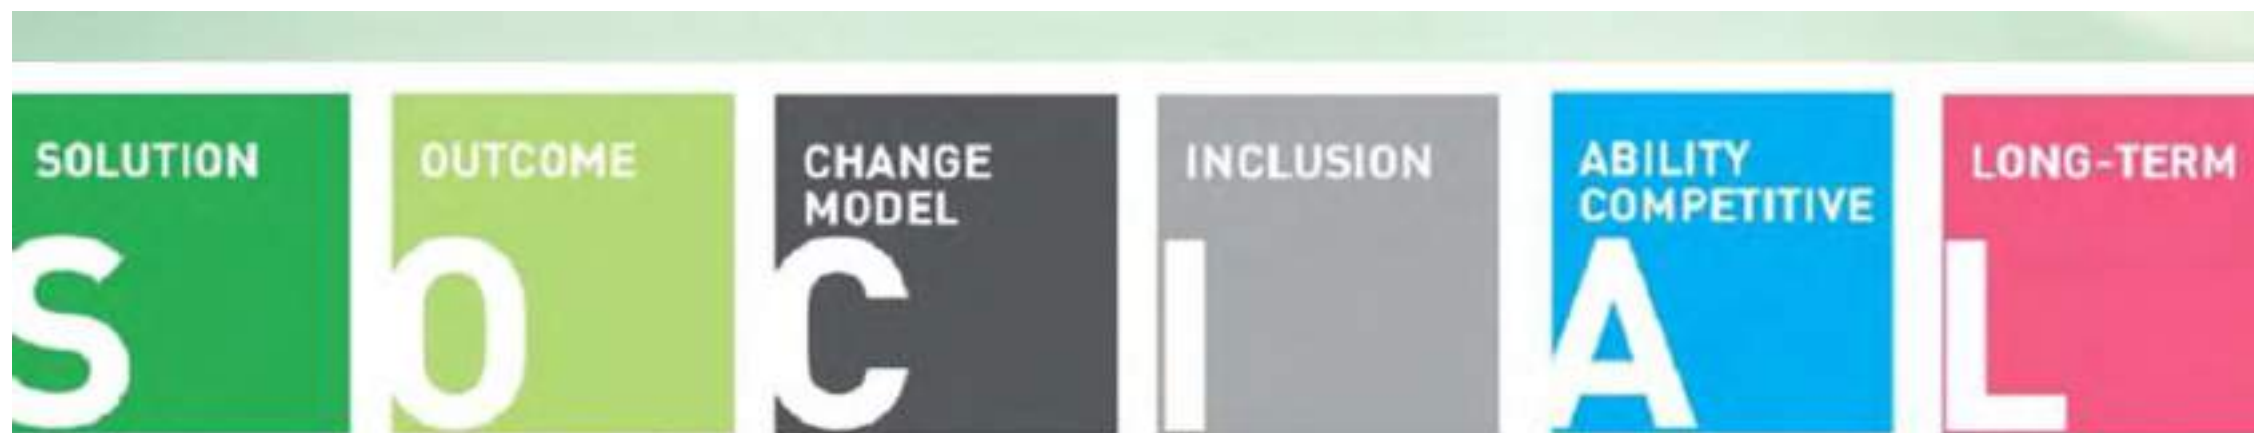 SOLUTION
S
OUTCOME
O
CHANGE
MODEL
C
INCLUSION
I
ABILITY
COMPETITIVE
A
LONG-TERM
L